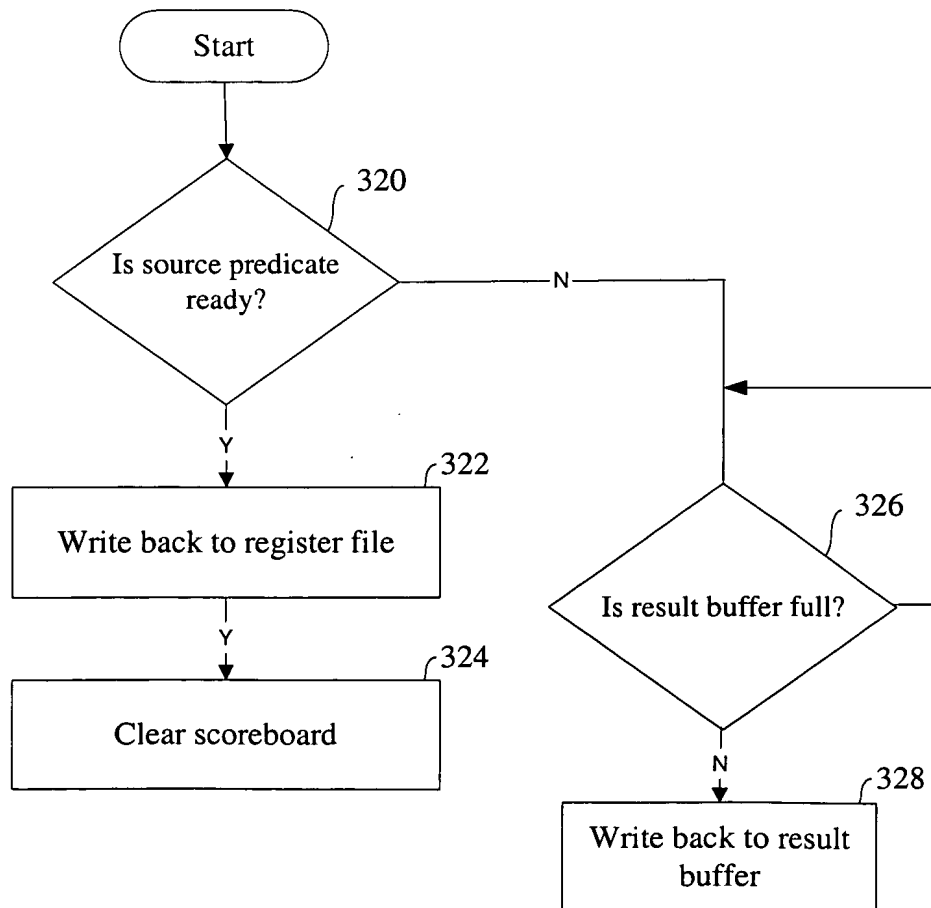 Start
320
Is source predicate
ready?
N
Y
322
Write back to register file
326
Is result buffer full?
Y
324
Clear scoreboard
N
328
Write back to result
buffer